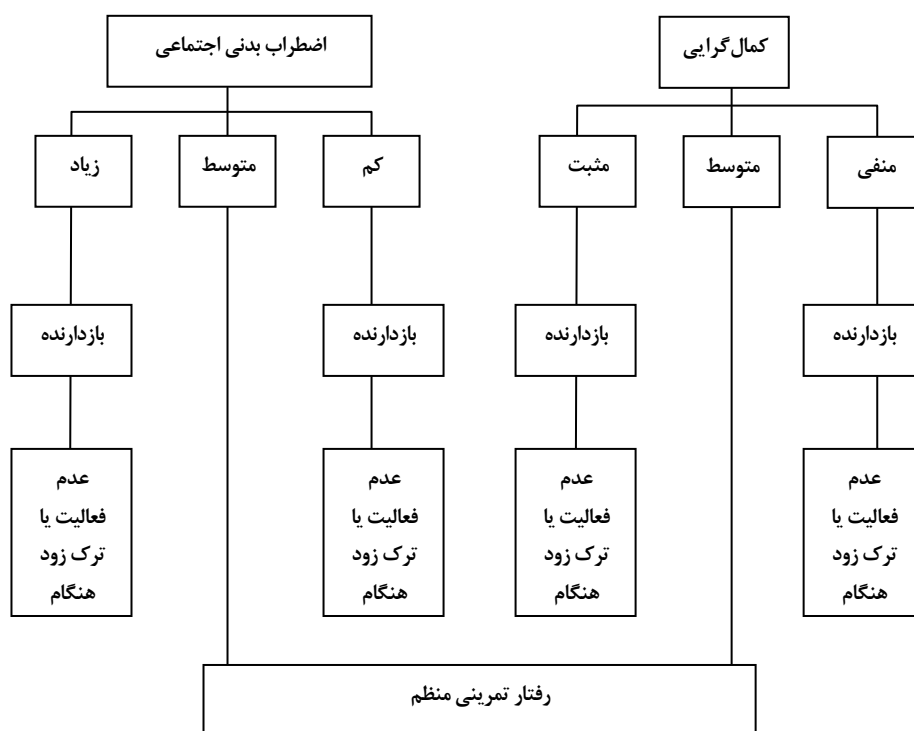 کمال‌گرایی
اضطراب بدنی اجتماعی
منفی
متوسط
مثبت
کم
متوسط
زیاد
بازدارنده
بازدارنده
بازدارنده
بازدارنده
عدم
فعالیت یا
ترک زود
هنگام
عدم
فعالیت یا
ترک زود
هنگام
عدم
فعالیت یا
ترک زود
هنگام
عدم
فعالیت یا
ترک زود
هنگام
رفتار تمرینی منظم